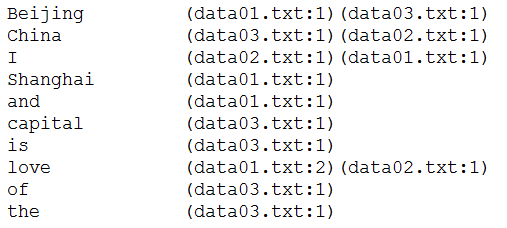 Beijing (data01.txt:1)(data03.txt:1)
China (data03.txt:1)(data02.txt:1)
I (data02.txt:1)(data01.txt:1)
Shanghai (data01.txt:1)
and (data01.txt:1)
capital (data03.txt:1)
is (data03.txt:1)
love (data01.txt:2)(data02.txt:1)
of (data03.txt:1)
the (data03.txt:1)